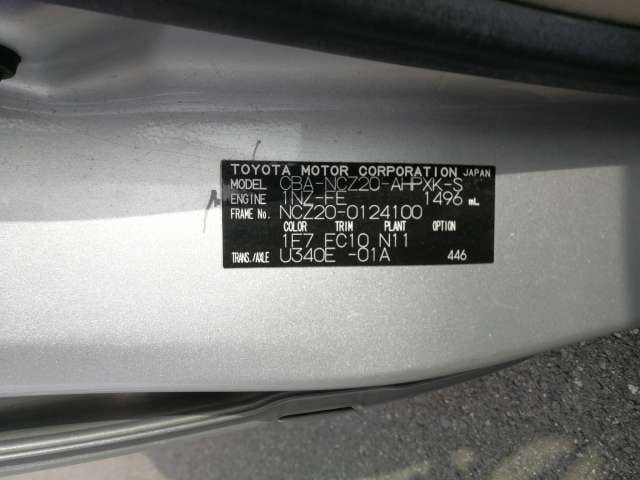 TOYOTA MOTOR CORPORATION JAPAN
MODEL CBA-NCZ20-AHPXK-S
ENGINE 1NZ-FE 1496 mL
FRAME No. NCZ20-0124100
COLOR TRIM PLANT OPTION
1E7 EC10 N11
TRANS./AXLE U340E -01A 446